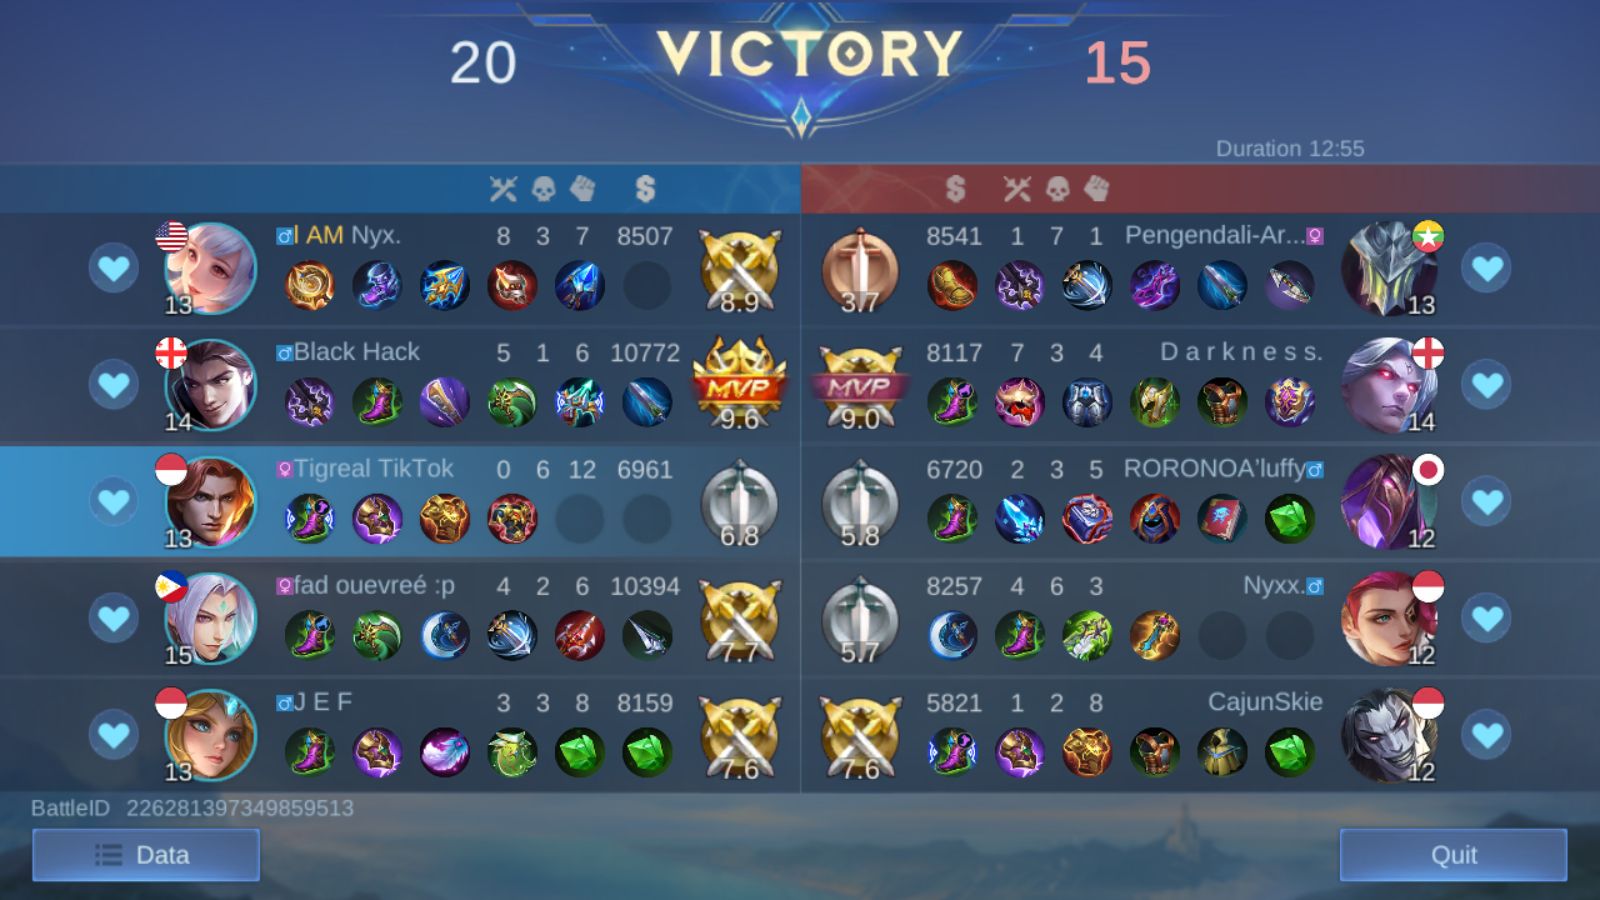 20 VICTORY 15
Duration 12:55
I AM Nyx. 8 3 7 8507
13 8.9
Black Hack 5 1 6 10772
MVP
14 9.6
Tigreal TikTok 0 6 12 6961
13 6.8
fad ouevreé :p 4 2 6 10394
15 7.7
J E F 3 3 8 8159
13 7.6
8541 1 7 1 Pengendali-Ar...
3.7 13
8117 7 3 4 D a r k n e s s.
MVP
9.0 14
6720 2 3 5 RORONOA'luffy
5.8 12
8257 4 6 3 Nyxx.
5.7 12
5821 1 2 8 CajunSkie
7.6 12
BattleID 226281397349859513
Data
Quit